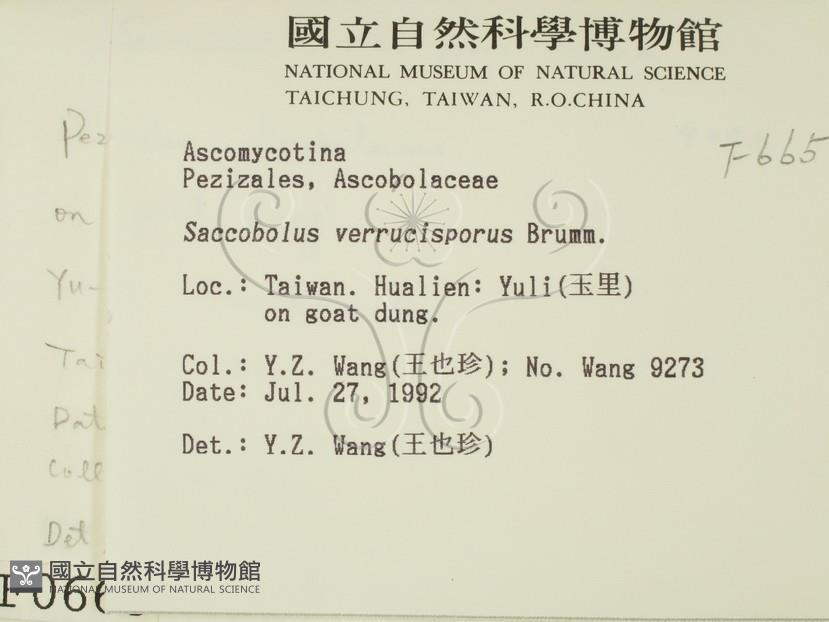 國立自然科學博物館
NATIONAL MUSEUM OF NATURAL SCIENCE
TAICHUNG, TAIWAN, R.O.CHINA
T-665
Ascomycotina
Pezizales, Ascobolaceae
Saccobolus verrucisporus Brumm.
Loc.: Taiwan. Hualien: Yuli(玉里)
on goat dung.
Col.: Y.Z. Wang(王也珍); No. Wang 9273
Date: Jul. 27, 1992
Det.: Y.Z. Wang(王也珍)
Pez
on
Yu-
Tai
Dat
Coll
Det
國立自然科學博物館
NATIONAL MUSEUM OF NATURAL SCIENCE